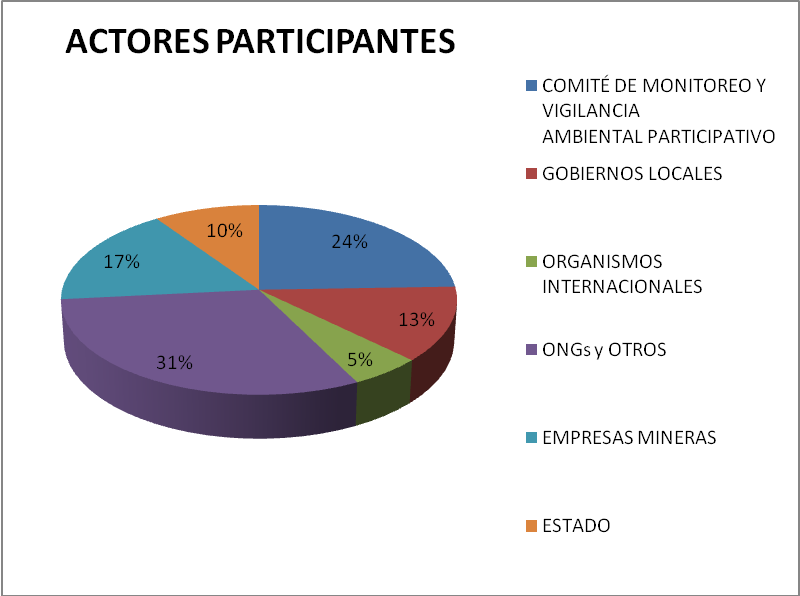 ACTORES PARTICIPANTES
COMITÉ DE MONITOREO Y
VIGILANCIA
AMBIENTAL PARTICIPATIVO
GOBIERNOS LOCALES
ORGANISMOS
INTERNACIONALES
ONGs y OTROS
EMPRESAS MINERAS
ESTADO
24%
13%
5%
31%
17%
10%